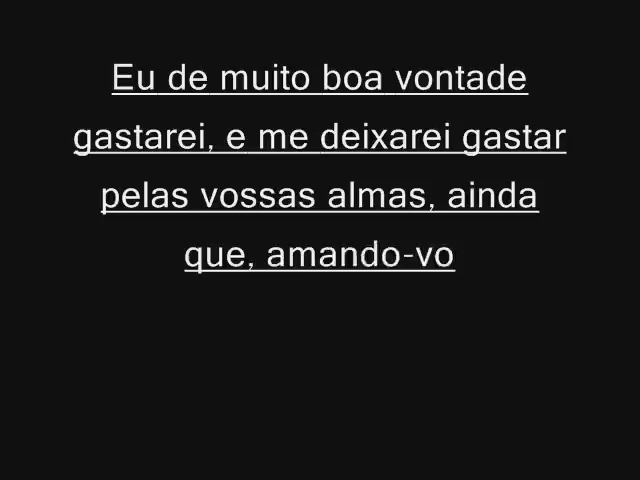 Eu de muito boa vontade
gastarei, e me deixarei gastar
pelas vossas almas, ainda
que, amando-vo